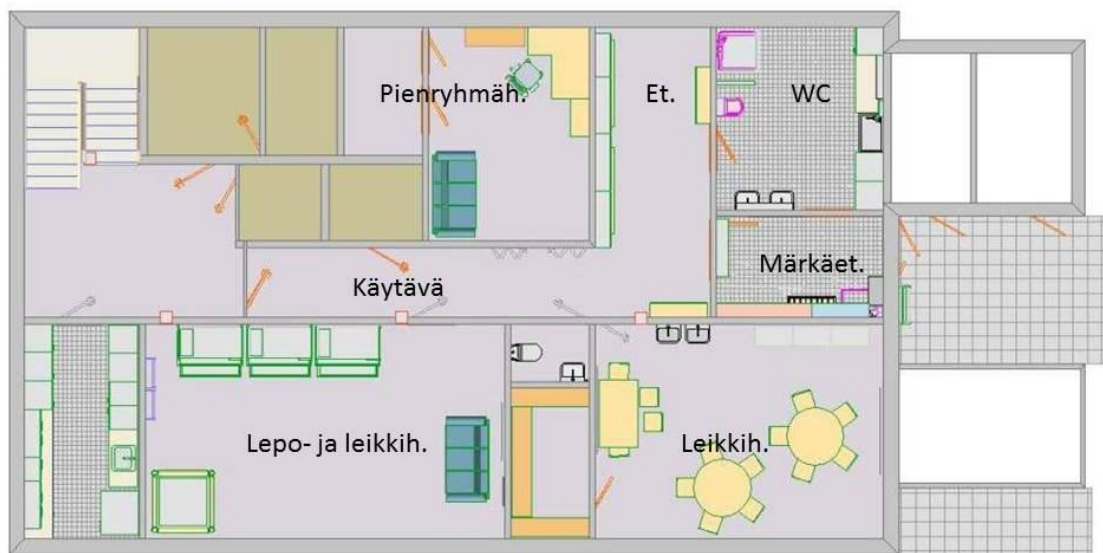 Pienryhmäh.
Et.
WC
Käytävä
Märkäet.
Lepo- ja leikkih.
Leikkih.